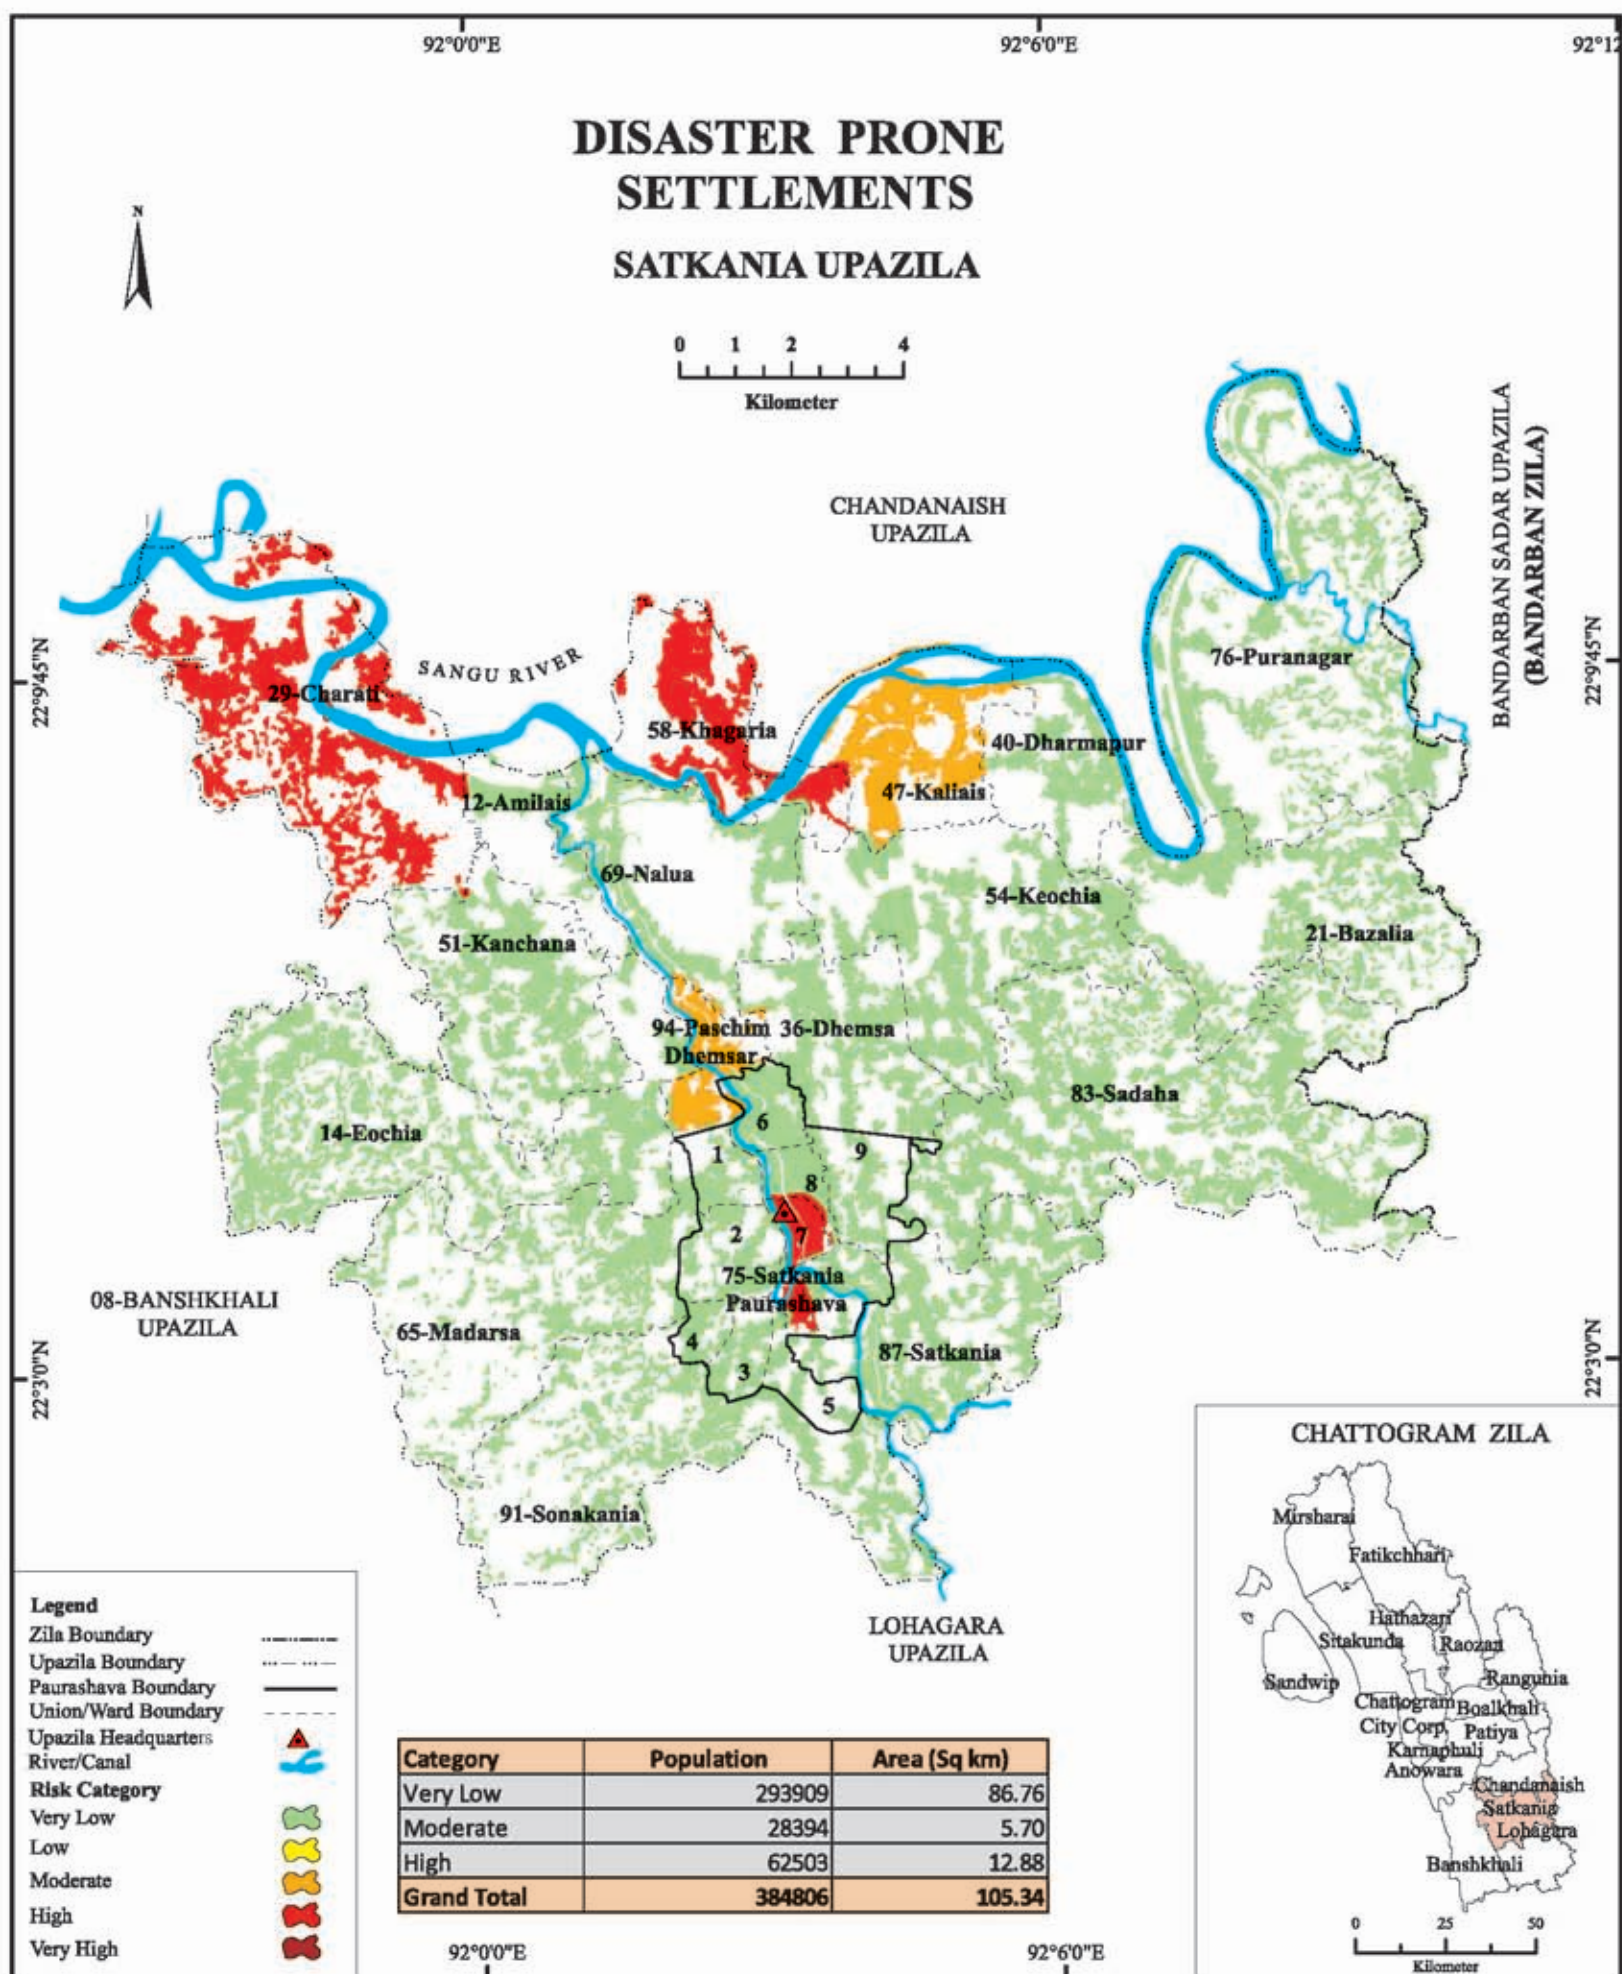 92°0'0"E
92°6'0"E
92°12
DISASTER PRONE
SETTLEMENTS
SATKANIA UPAZILA
N
0 1 2 4
Kilometer
CHANDANAISH
UPAZILA
BANDARBAN SADAR UPAZILA
(BANDARBAN ZILA)
22°9'45"N
22°9'45"N
SANGU RIVER
76-Puranagar
29-Charati
58-Khagaria
40-Dharmapur
47-Kaliais
12-Amilais
69-Nalua
54-Keochia
21-Bazalia
51-Kanchana
94-Paschim
Dhemsar
36-Dhemsa
83-Sadaha
14-Eochia
6
1
9
8
2
7
75-Satkania
Paurashava
08-BANSHKHALI
UPAZILA
65-Madarsa
4
3
5
87-Satkania
22°3'0"N
22°3'0"N
91-Sonakania
LOHAGARA
UPAZILA
Legend
Zila Boundary
Upazila Boundary
Paurashava Boundary
Union/Ward Boundary
Upazila Headquarters
River/Canal
Risk Category
Very Low
Low
Moderate
High
Very High
Category Population Area (Sq km)
Very Low 293909 86.76
Moderate 28394 5.70
High 62503 12.88
Grand Total 384806 105.34
CHATTOGRAM ZILA
Mirsharai
Fatikchhari
Hathazari
Sitakunda
Raozan
Sandwip
Rangunia
Chattogram
City Corp.
Boalkhali
Patiya
Karnaphuli
Anowara
Chandanaish
Satkania
Lohagara
Banshkhali
0 25 50
Kilometer
92°0'0"E
92°6'0"E